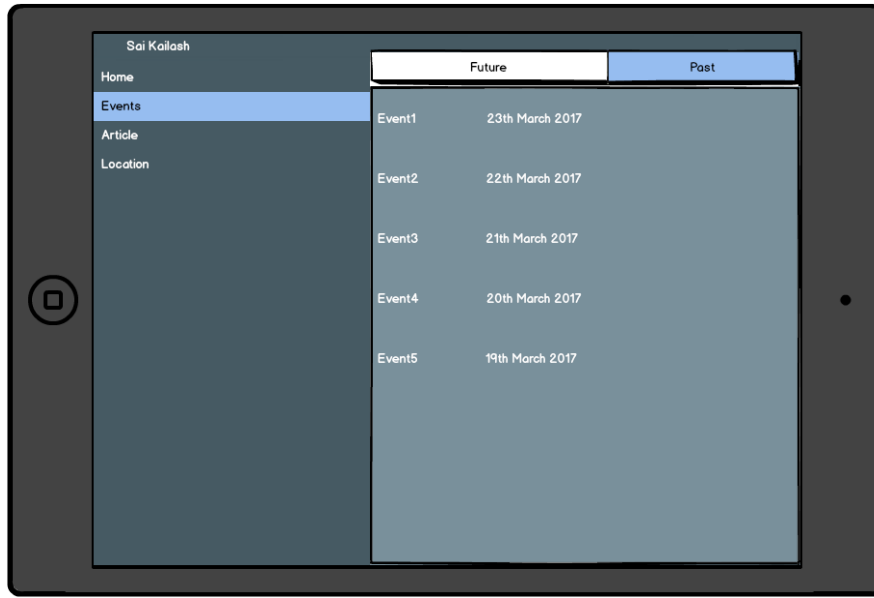 Sai Kailash
Home
Events
Article
Location
Future Past
Event1 23th March 2017
Event2 22th March 2017
Event3 21th March 2017
Event4 20th March 2017
Event5 19th March 2017